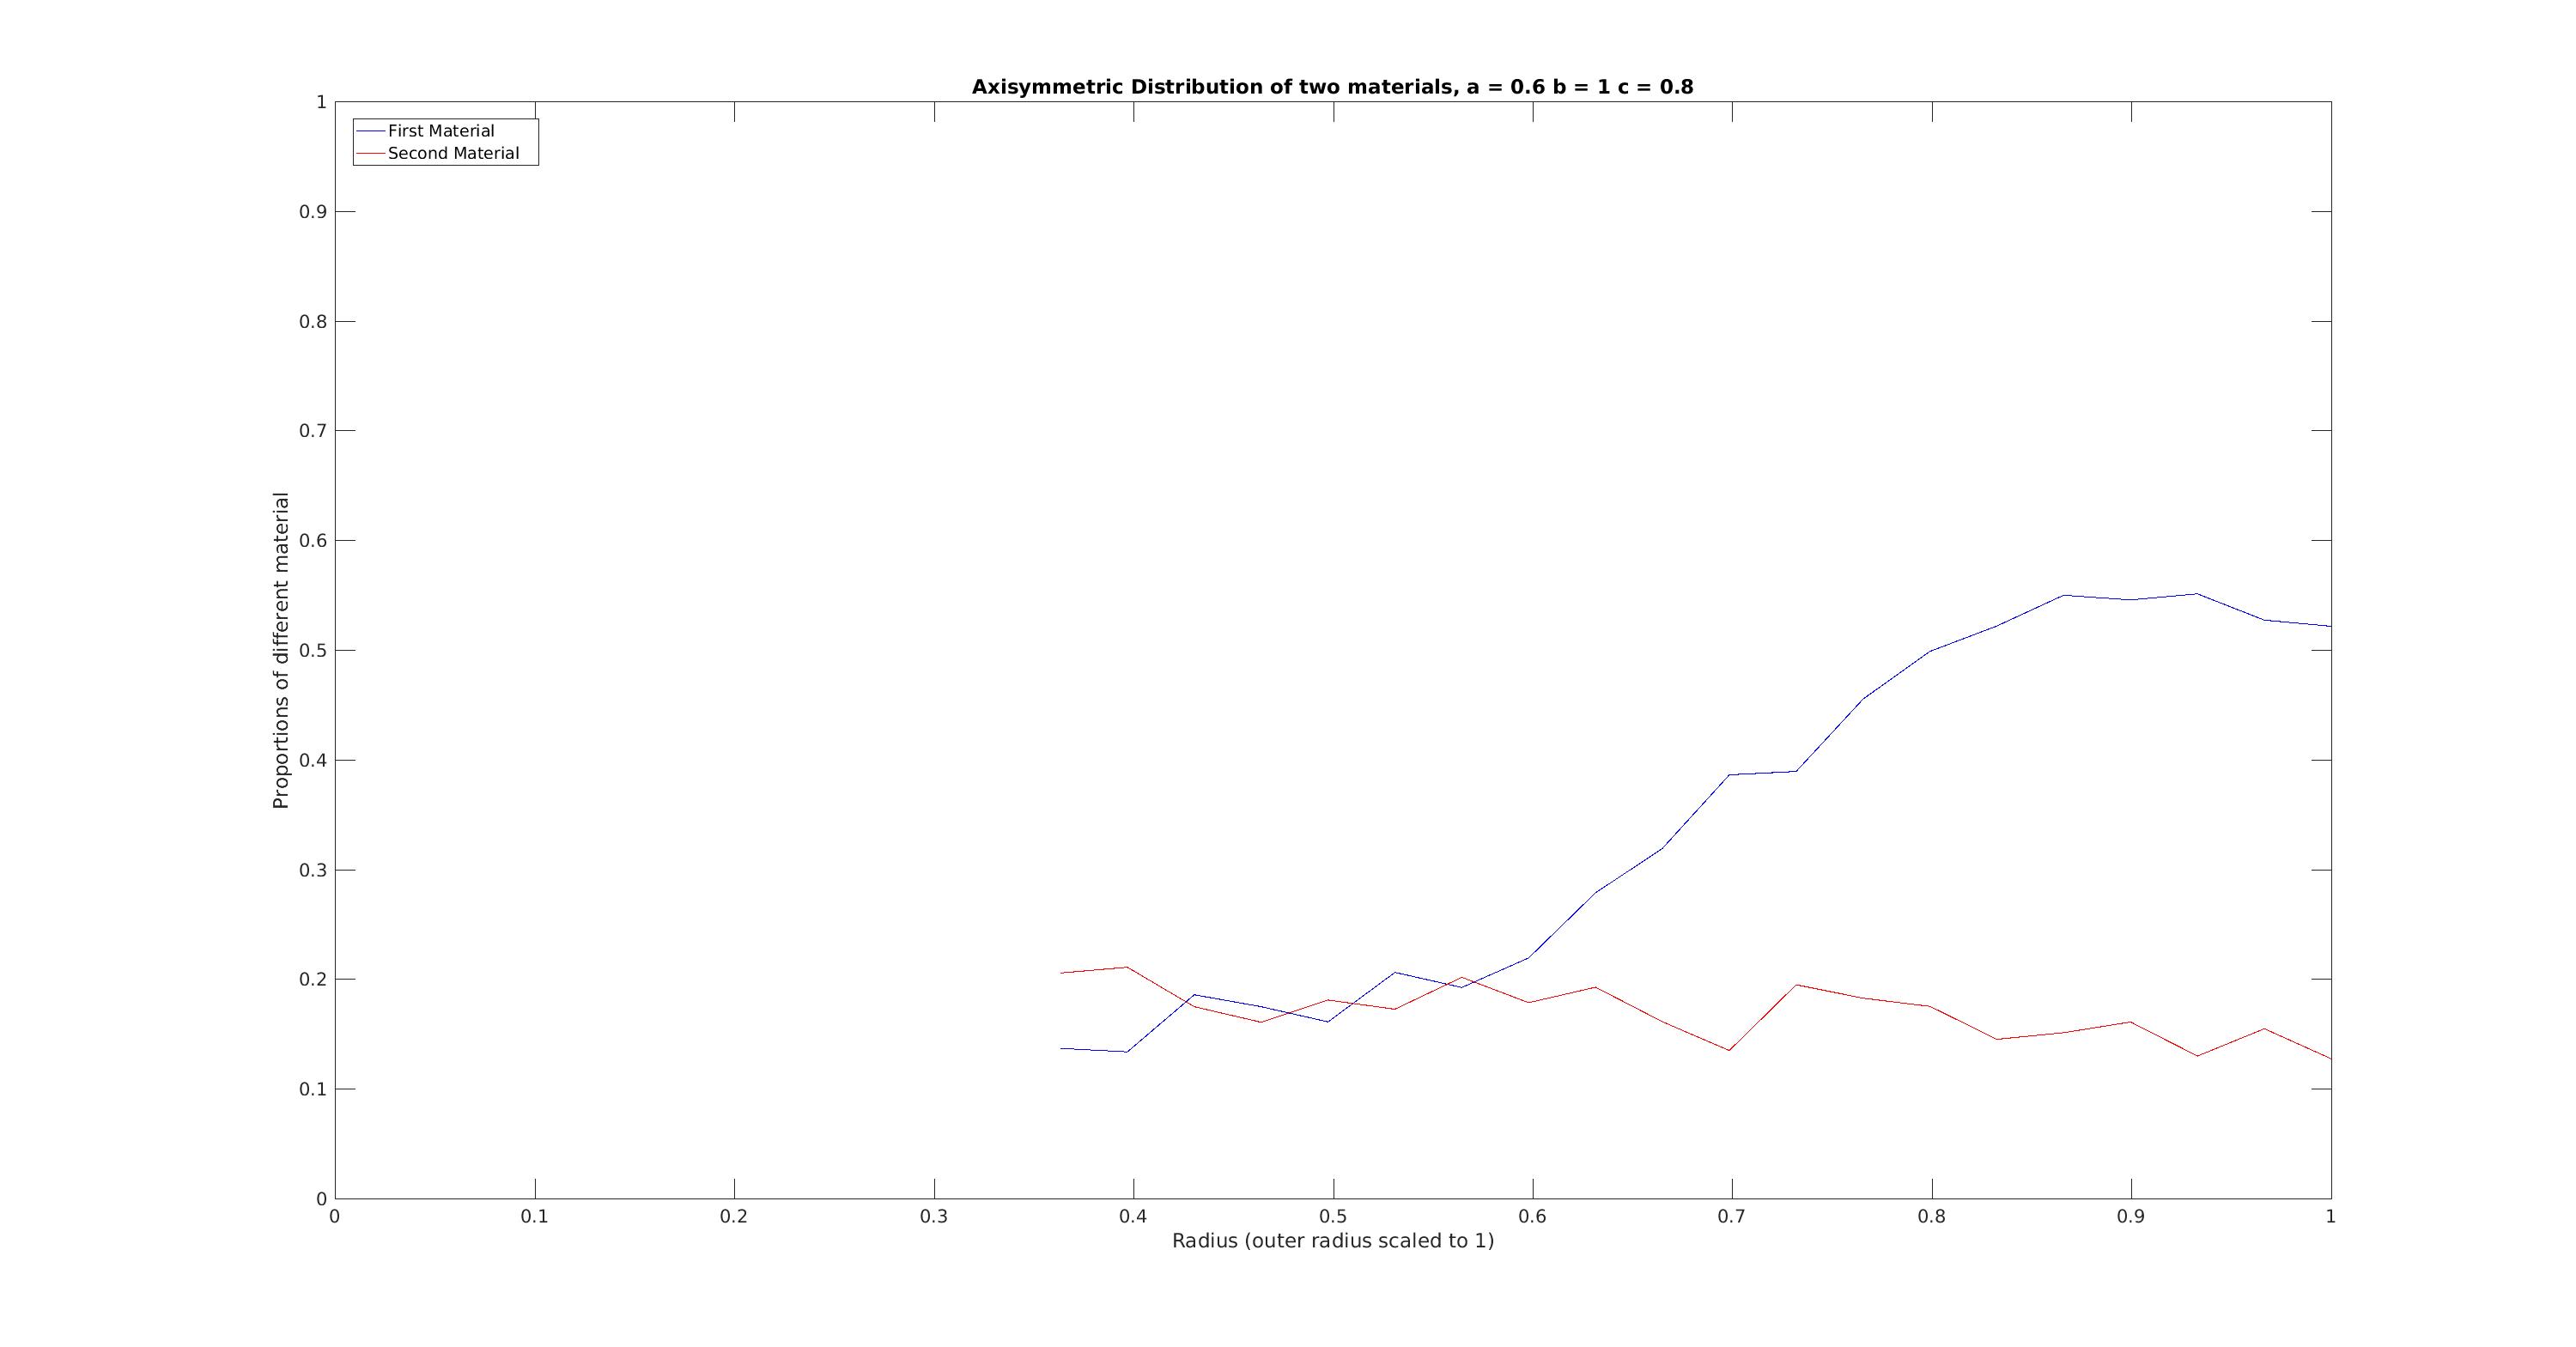 Axisymmetric Distribution of two materials, a = 0.6 b = 1 c = 0.8
First Material
Second Material
1
0.9
0.8
0.7
0.6
0.5
0.4
0.3
0.2
0.1
0
Proportions of different material
0 0.1 0.2 0.3 0.4 0.5 0.6 0.7 0.8 0.9 1
Radius (outer radius scaled to 1)